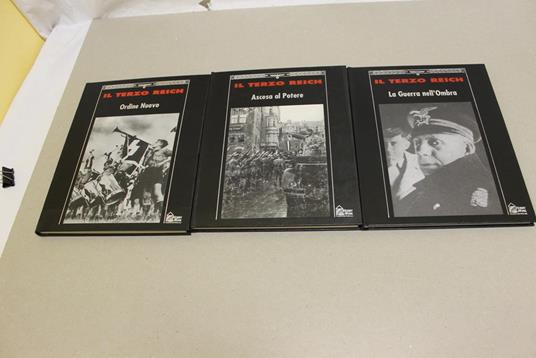 IL TERZO REICH
Ordine Nuovo
IL TERZO REICH
Ascesa al Potere
IL TERZO REICH
La Guerra nell'Ombra